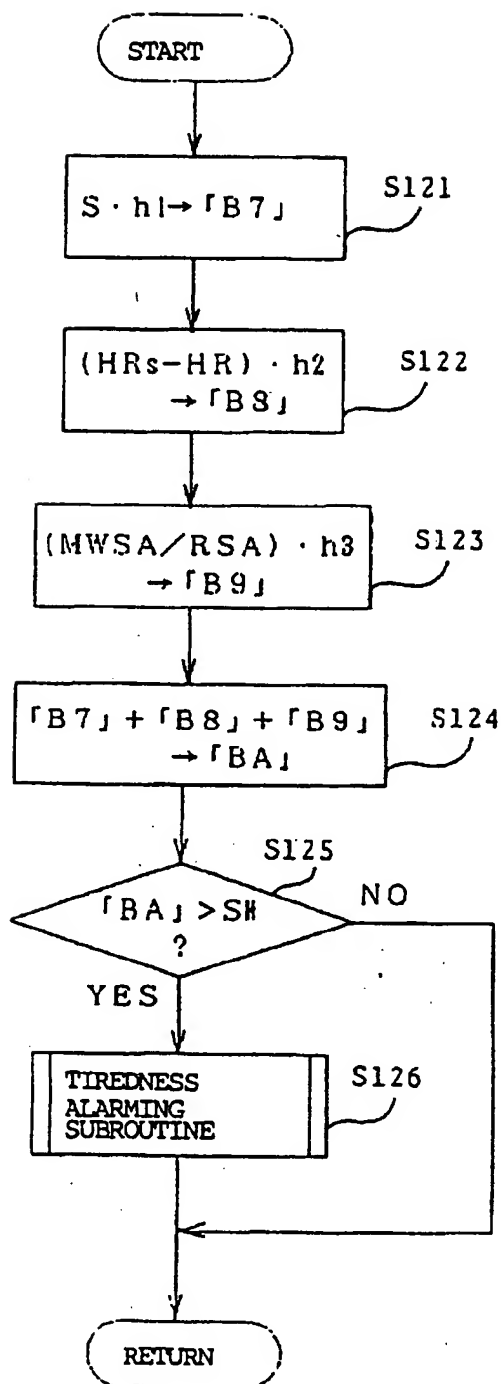 START
S・h1→「B7」
S121
(HRs-HR)・h2
→「B8」
S122
(MWSA/RSA)・h3
→「B9」
S123
「B7」+「B8」+「B9」
→「BA」
S124
S125
「BA」>SH
?
NO
YES
TIREDNESS
ALARMING
SUBROUTINE
S126
RETURN